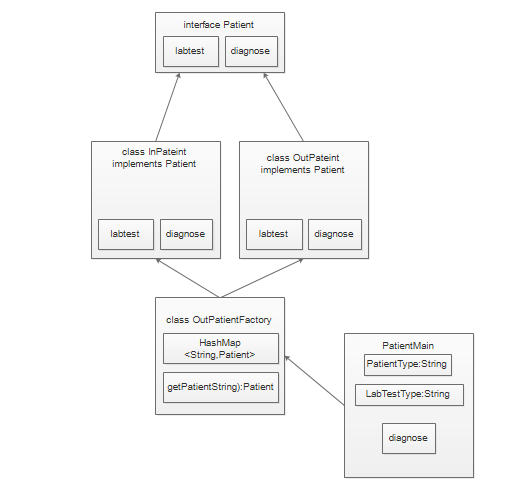 interface Patient
labtest
diagnose
class InPateint
implements Patient
labtest
diagnose
class OutPateint
implements Patient
labtest
diagnose
class OutPatientFactory
HashMap
<String,Patient>
getPatientString):Patient
PatientMain
PatientType:String
LabTestType:String
diagnose